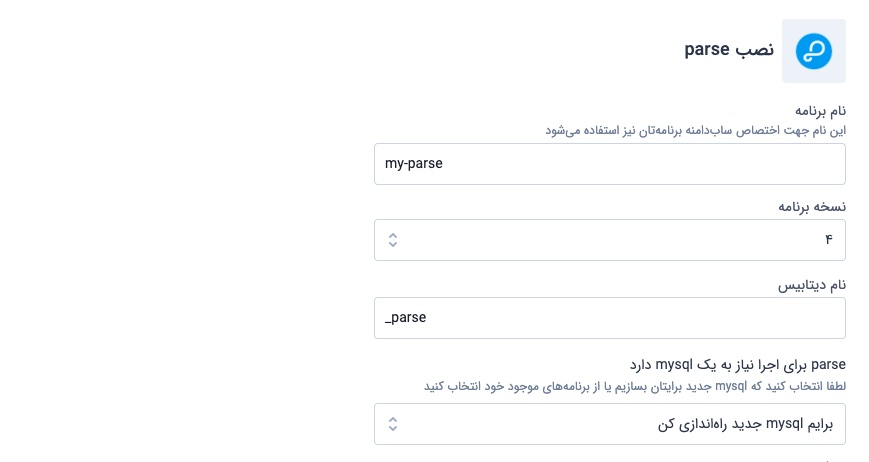 نصب parse
نام برنامه
این نام جهت اختصاص ساب‌دامنه برنامه‌تان نیز استفاده می‌شود
my-parse
نسخه برنامه
۴
نام دیتابیس
_parse
parse برای اجرا نیاز به یک mysql دارد
لطفا انتخاب کنید که mysql جدید برایتان بسازیم یا از برنامه‌های موجود خود انتخاب کنید
برایم mysql جدید راه‌اندازی کن